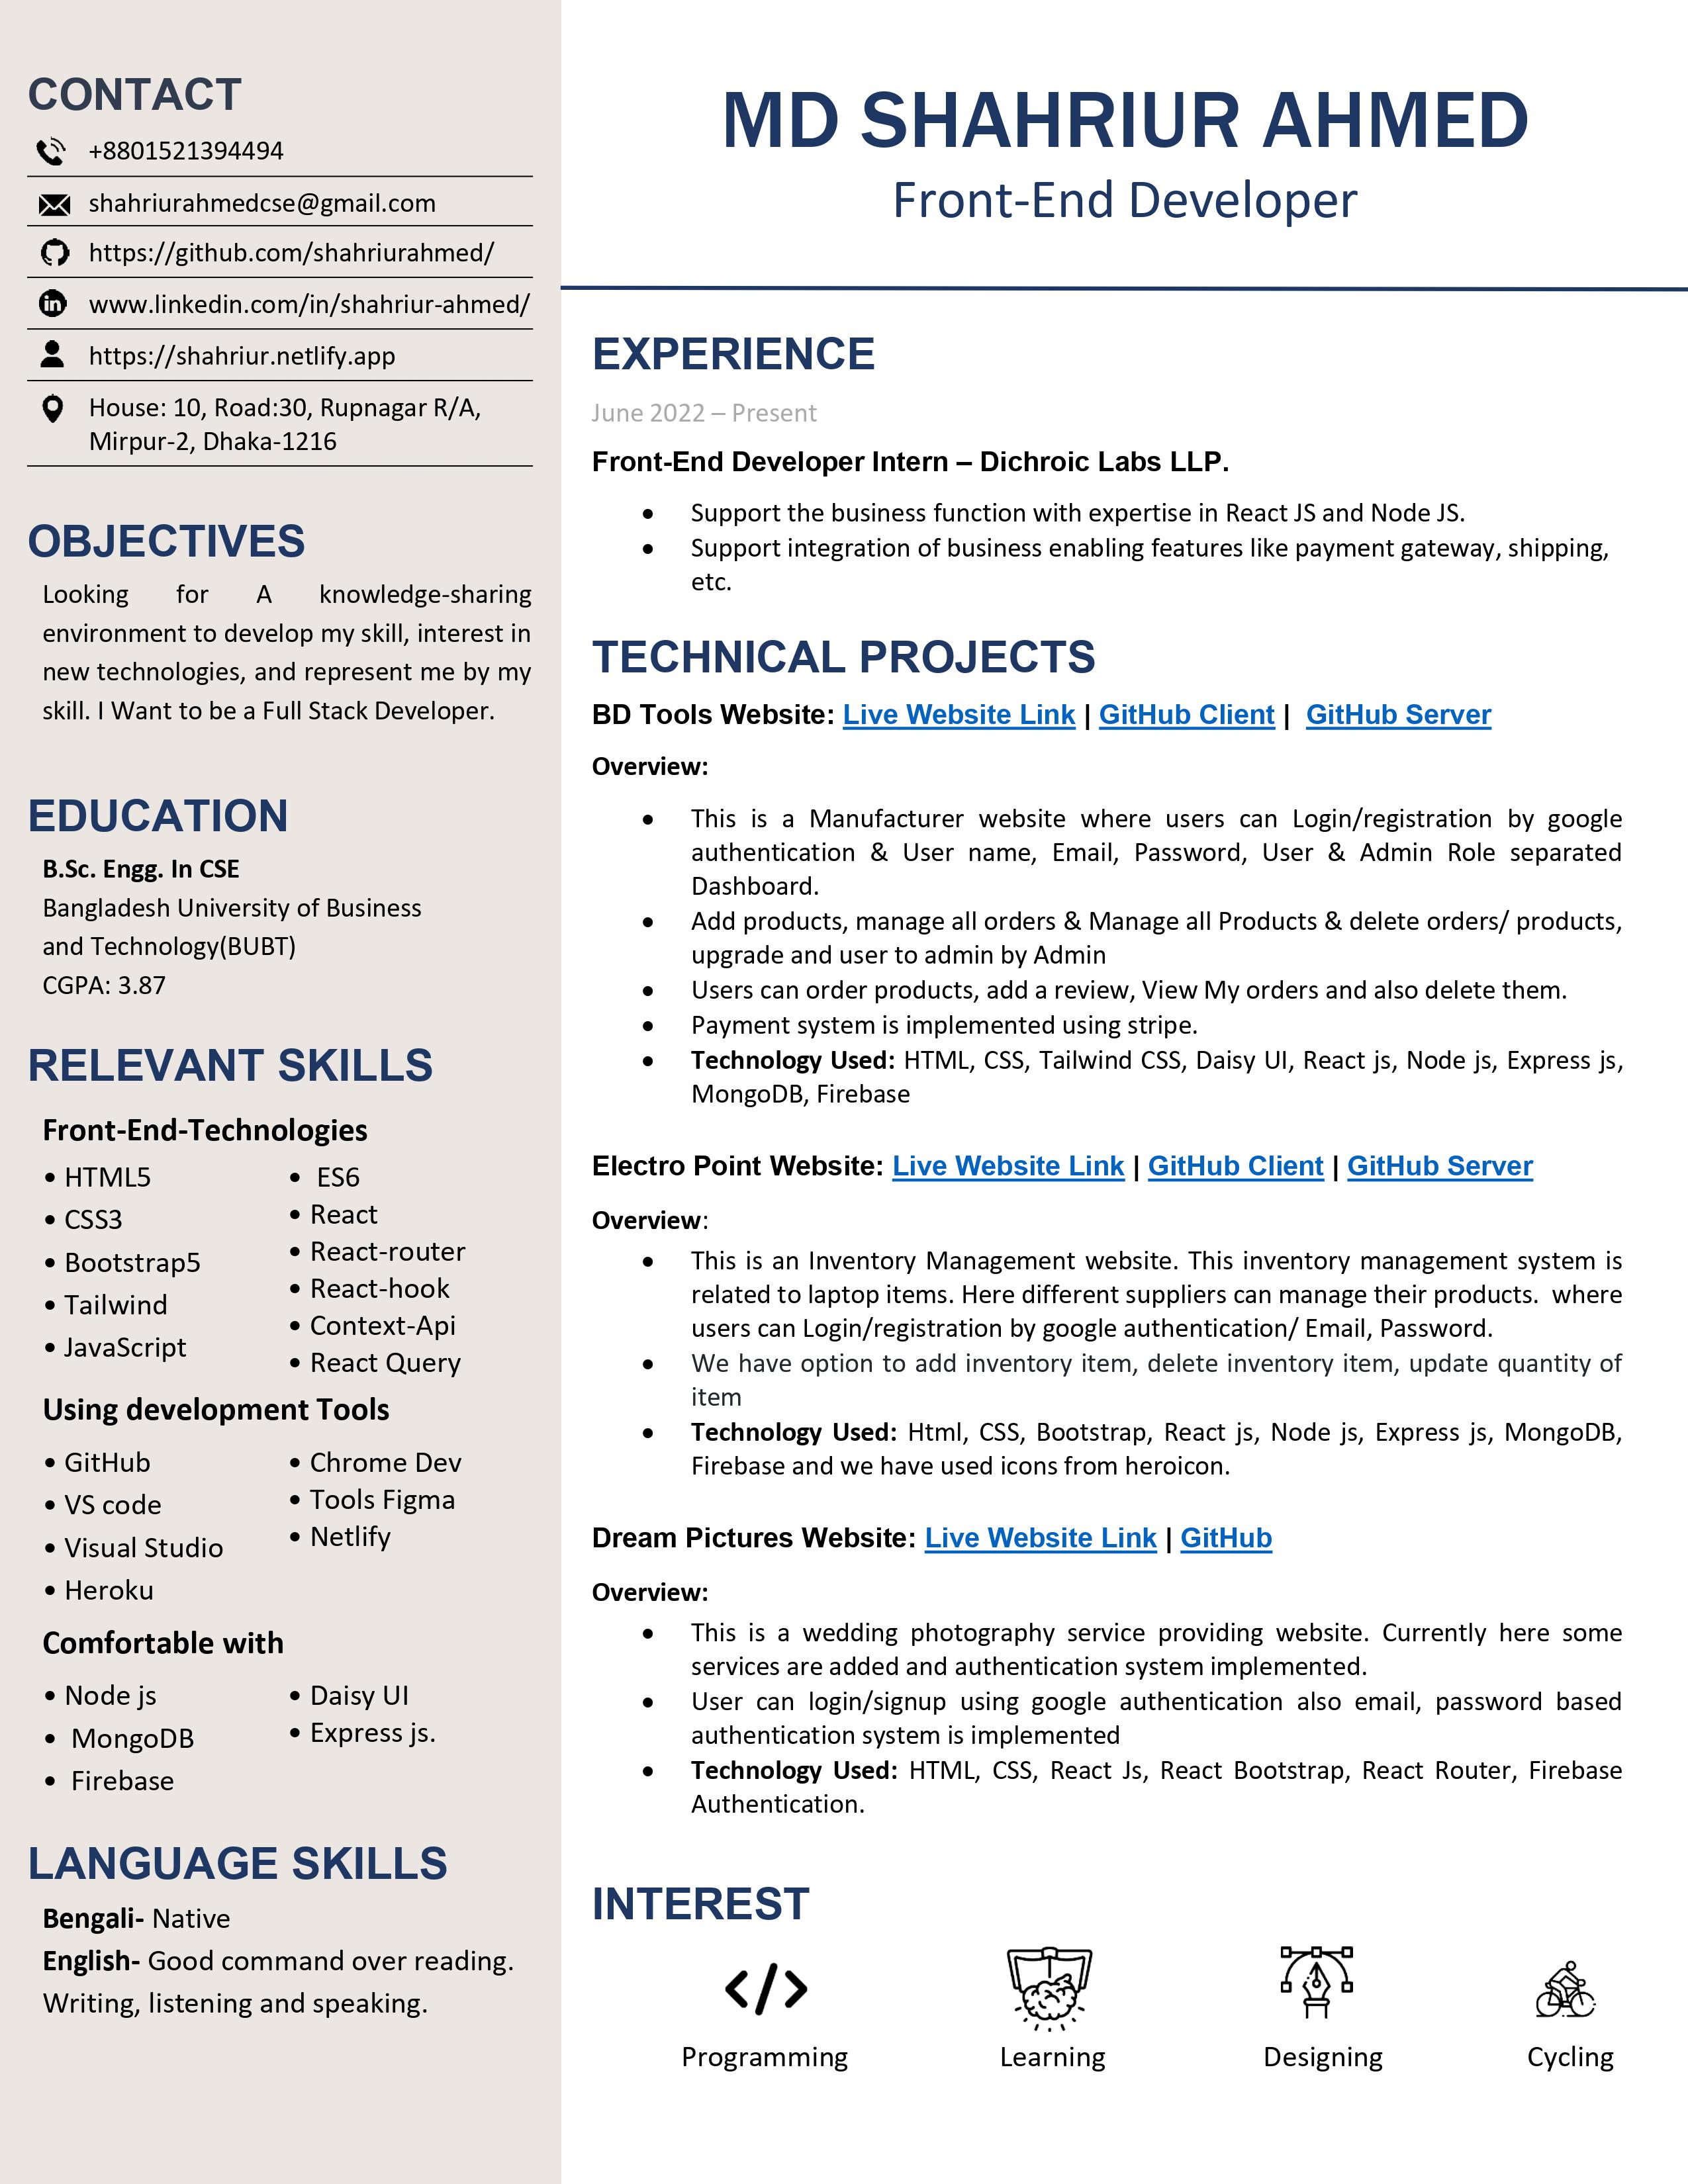 CONTACT
+8801521394494
shahriurahmedcse@gmail.com
https://github.com/shahriurahmed/
www.linkedin.com/in/shahriur-ahmed/
https://shahriur.netlify.app
House: 10, Road:30, Rupnagar R/A,
Mirpur-2, Dhaka-1216
OBJECTIVES
Looking for A knowledge-sharing
environment to develop my skill, interest in
new technologies, and represent me by my
skill. I Want to be a Full Stack Developer.
EDUCATION
B.Sc. Engg. In CSE
Bangladesh University of Business
and Technology(BUBT)
CGPA: 3.87
RELEVANT SKILLS
Front-End-Technologies
• HTML5
• CSS3
• Bootstrap5
• Tailwind
• JavaScript
• ES6
• React
• React-router
• React-hook
• Context-Api
• React Query
Using development Tools
• GitHub
• VS code
• Visual Studio
• Heroku
• Chrome Dev
• Tools Figma
• Netlify
Comfortable with
• Node js
• MongoDB
• Firebase
• Daisy UI
• Express js.
LANGUAGE SKILLS
Bengali- Native
English- Good command over reading.
Writing, listening and speaking.
MD SHAHRIUR AHMED
Front-End Developer
EXPERIENCE
June 2022 – Present
Front-End Developer Intern – Dichroic Labs LLP.
• Support the business function with expertise in React JS and Node JS.
• Support integration of business enabling features like payment gateway, shipping,
etc.
TECHNICAL PROJECTS
BD Tools Website: Live Website Link | GitHub Client | GitHub Server
Overview:
• This is a Manufacturer website where users can Login/registration by google
authentication & User name, Email, Password, User & Admin Role separated
Dashboard.
• Add products, manage all orders & Manage all Products & delete orders/ products,
upgrade and user to admin by Admin
• Users can order products, add a review, View My orders and also delete them.
• Payment system is implemented using stripe.
• Technology Used: HTML, CSS, Tailwind CSS, Daisy UI, React js, Node js, Express js,
MongoDB, Firebase
Electro Point Website: Live Website Link | GitHub Client | GitHub Server
Overview:
• This is an Inventory Management website. This inventory management system is
related to laptop items. Here different suppliers can manage their products. where
users can Login/registration by google authentication/ Email, Password.
• We have option to add inventory item, delete inventory item, update quantity of
item
• Technology Used: Html, CSS, Bootstrap, React js, Node js, Express js, MongoDB,
Firebase and we have used icons from heroicon.
Dream Pictures Website: Live Website Link | GitHub
Overview:
• This is a wedding photography service providing website. Currently here some
services are added and authentication system implemented.
• User can login/signup using google authentication also email, password based
authentication system is implemented
• Technology Used: HTML, CSS, React Js, React Bootstrap, React Router, Firebase
Authentication.
INTEREST
Programming
Learning
Designing
Cycling